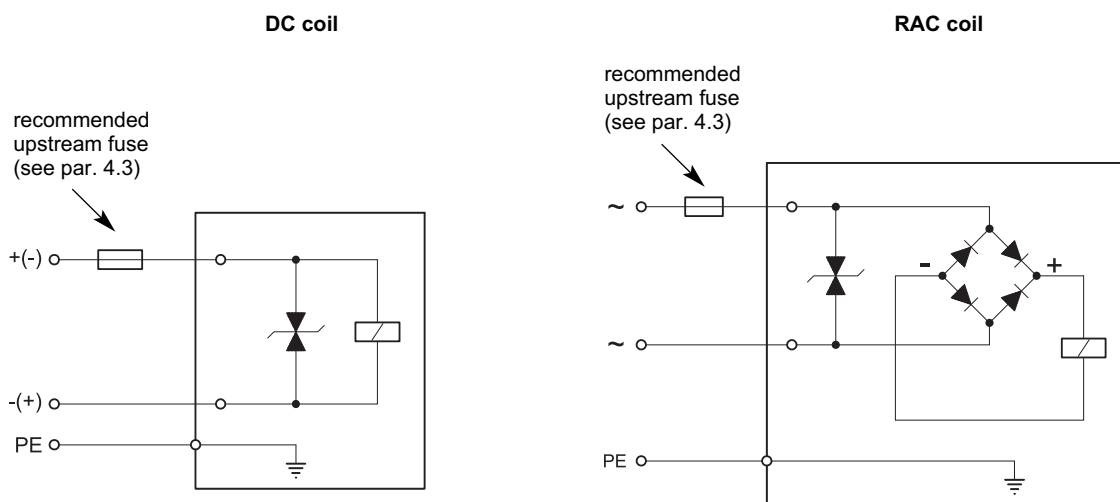 DC coil
recommended
upstream fuse
(see par. 4.3)
+(-)
-(+)
PE
RAC coil
recommended
upstream fuse
(see par. 4.3)
~
- +
~
PE